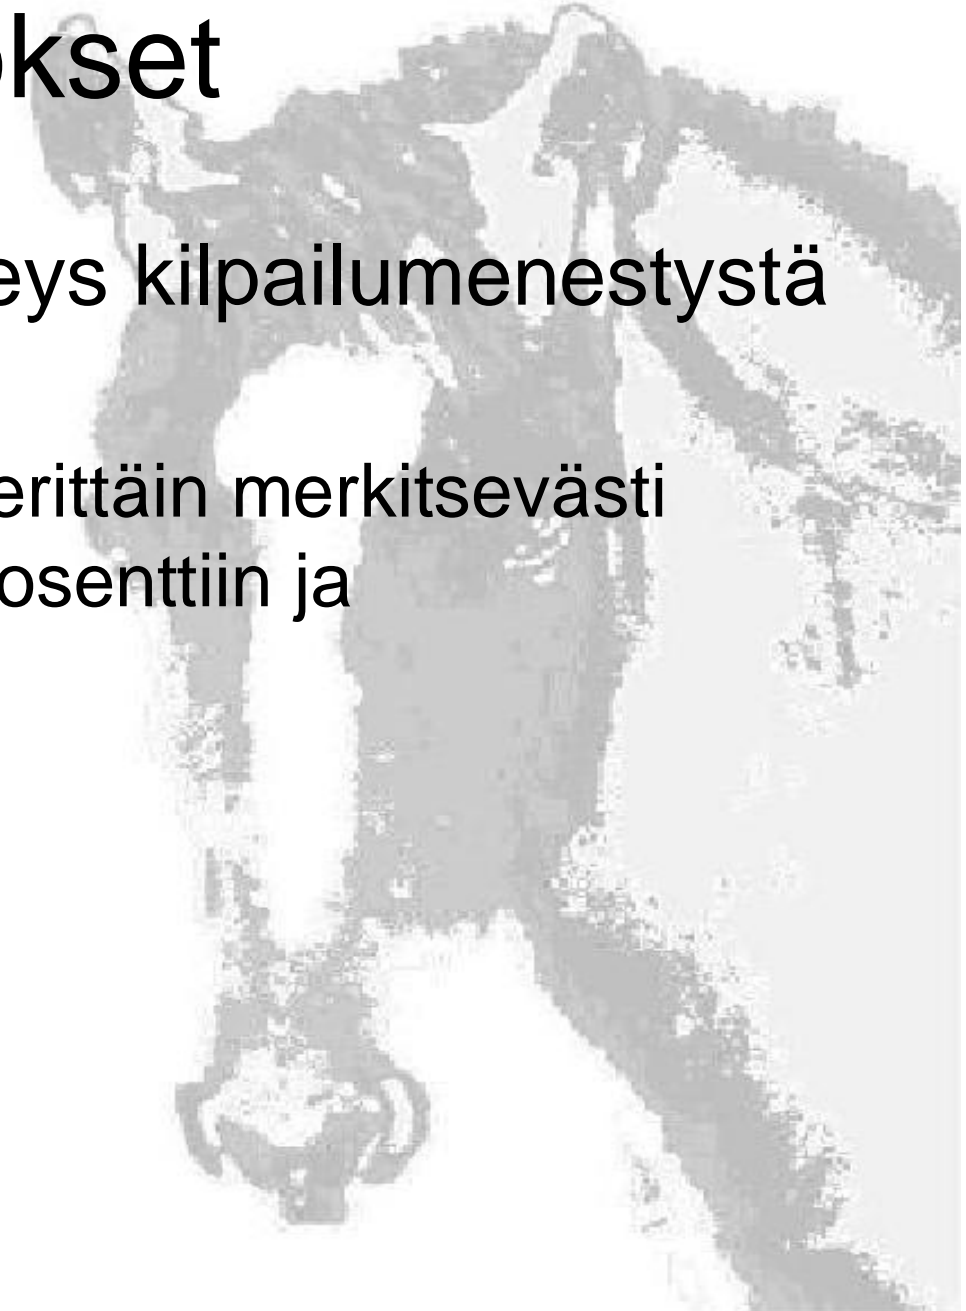 okset
eys kilpailumenestystä
erittäin merkitsevästi
osenttiin ja